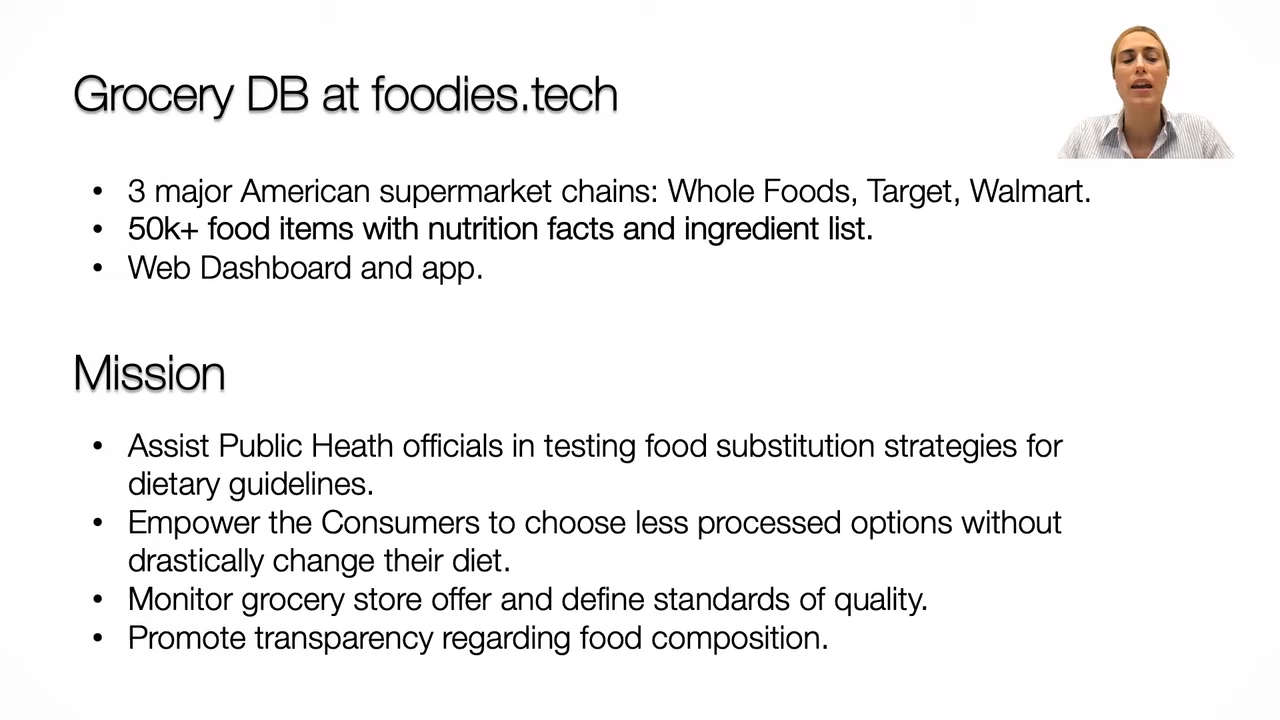 Grocery DB at foodies.tech
• 3 major American supermarket chains: Whole Foods, Target, Walmart.
• 50k+ food items with nutrition facts and ingredient list.
• Web Dashboard and app.
Mission
• Assist Public Heath officials in testing food substitution strategies for
dietary guidelines.
• Empower the Consumers to choose less processed options without
drastically change their diet.
• Monitor grocery store offer and define standards of quality.
• Promote transparency regarding food composition.